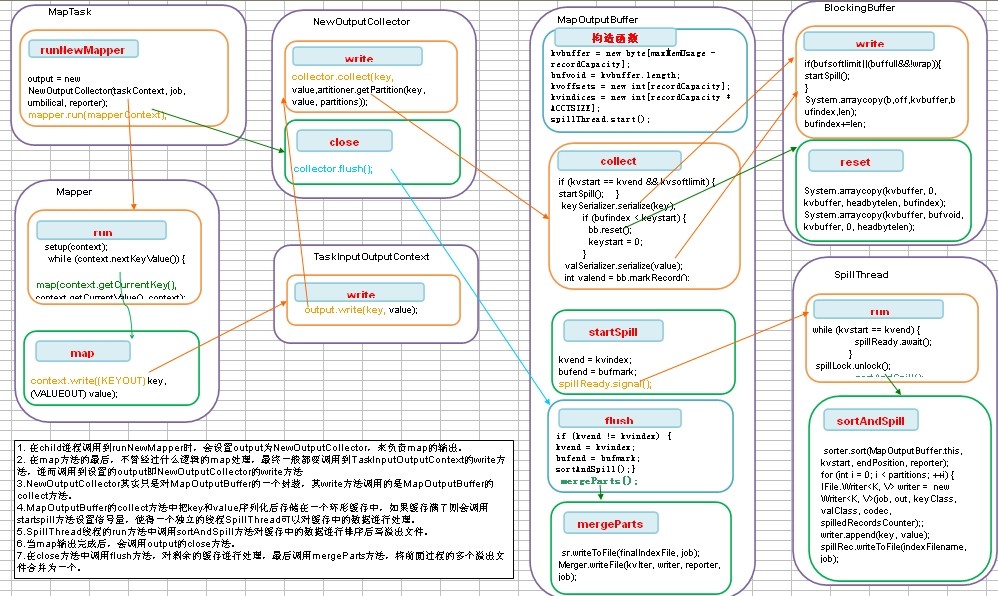 MapTask
runNewMapper
output = new
NewOutputCollector(taskContext, job,
umbilical, reporter);
mapper.run(mapperContext);
Mapper
run
setup(context);
while (context.nextKeyValue()) {
map(context.getCurrentKey(),
context.getCurrentValue(), context);
map
context.write((KEYOUT) key,
(VALUEOUT) value);
NewOutputCollector
write
collector.collect(key,
value,artitioner.getPartition(key,
value, partitions));
close
collector.flush();
TaskInputOutputContext
write
output.write(key, value);
MapOutputBuffer
构造函数
kvbuffer = new byte[maxMemUsage -
recordCapacity];
bufvoid = kvbuffer.length;
kvoffsets = new int[recordCapacity];
kvindices = new int[recordCapacity *
ACCTSIZE];
spillThread.start();
collect
if (kvstart == kvend && kvsoftlimit) {
startSpill(); }
keySerializer.serialize(key);
if (bufindex < keystart) {
bb.reset();
keystart = 0;
}
valSerializer.serialize(value);
int valend = bb.markRecord();
startSpill
kvend = kvindex;
bufend = bufmark;
spillReady.signal();
flush
if (kvend != kvindex) {
kvend = kvindex;
bufend = bufmark;
sortAndSpill();}
mergeParts();
mergeParts
sr.writeToFile(finalIndexFile, job);
Merger.writeFile(kvIter, writer, reporter,
job);
BlockingBuffer
write
if(bufsoftlimit||(buffull&&!wrap)){
startSpill();
}
System.arraycopy(b,off,kvbuffer,b
ufindex,len);
bufindex+=len;
reset
System.arraycopy(kvbuffer, 0,
kvbuffer, headbytelen, bufindex);
System.arraycopy(kvbuffer, bufvoid,
kvbuffer, 0, headbytelen);
SpillThread
run
while (kvstart == kvend) {
spillReady.await();
}
spillLock.unlock();
sortAndSpill
sorter.sort(MapOutputBuffer.this,
kvstart, endPosition, reporter);
for (int i = 0; i < partitions; ++i) {
IFile.Writer<K, V> writer = new
Writer<K, V>(job, out, keyClass,
valClass, codec,
spilledRecordsCounter);;
writer.append(key, value);
spillRec.writeToFile(indexFilename,
job);
1. 在child进程调用到runNewMapper时，会设置output为NewOutputCollector，来负责map的输出。
2. 在map方法的最后，不管经过什么逻辑的map处理，最终一般都要调用到TaskInputOutputContext的write方
法，进而调用到设置的output即NewOutputCollector的write方法
3.NewOutputCollector其实只是对MapOutputBuffer的一个封装，其write方法调用的是MapOutputBuffer的
collect方法。
4.MapOutputBuffer的collect方法中把key和value序列化后存储在一个环形缓存中，如果缓存满了则会调用
startspill方法设置信号量，使得一个独立的线程SpillThread可以对缓存中的数据进行处理。
5.SpillThread线程的run方法中调用sortAndSpill方法对缓存中的数据进行排序后写溢出文件。
6.当map输出完成后，会调用output的close方法。
7.在close方法中调用flush方法，对剩余的缓存进行处理，最后调用mergeParts方法，将前面过程的多个溢出文
件合并为一个。